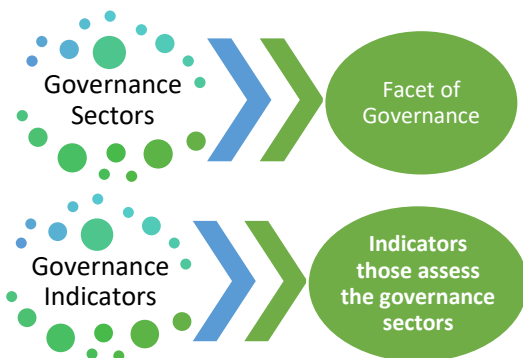 Governance
Sectors
Facet of
Governance
Governance
Indicators
Indicators
those assess
the governance
sectors